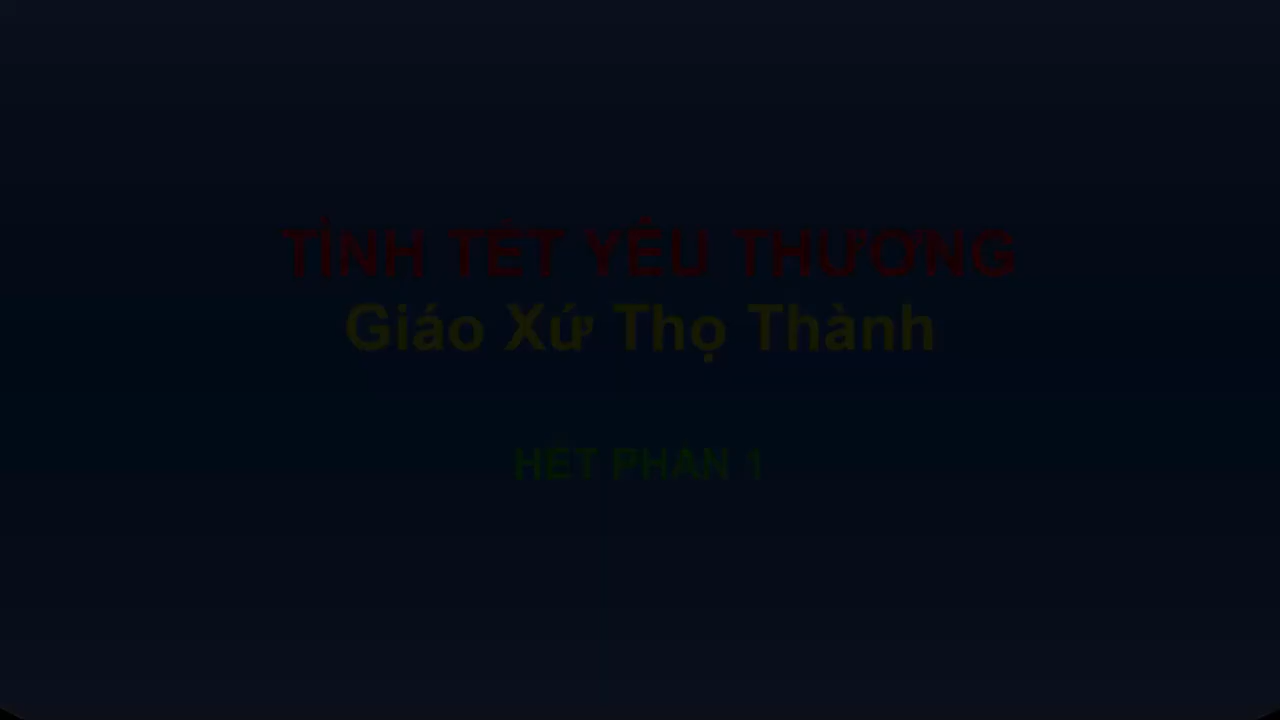 TÌNH TẾT YÊU THƯƠNG
Giáo Xứ Thọ Thành
HẾT PHẦN 1